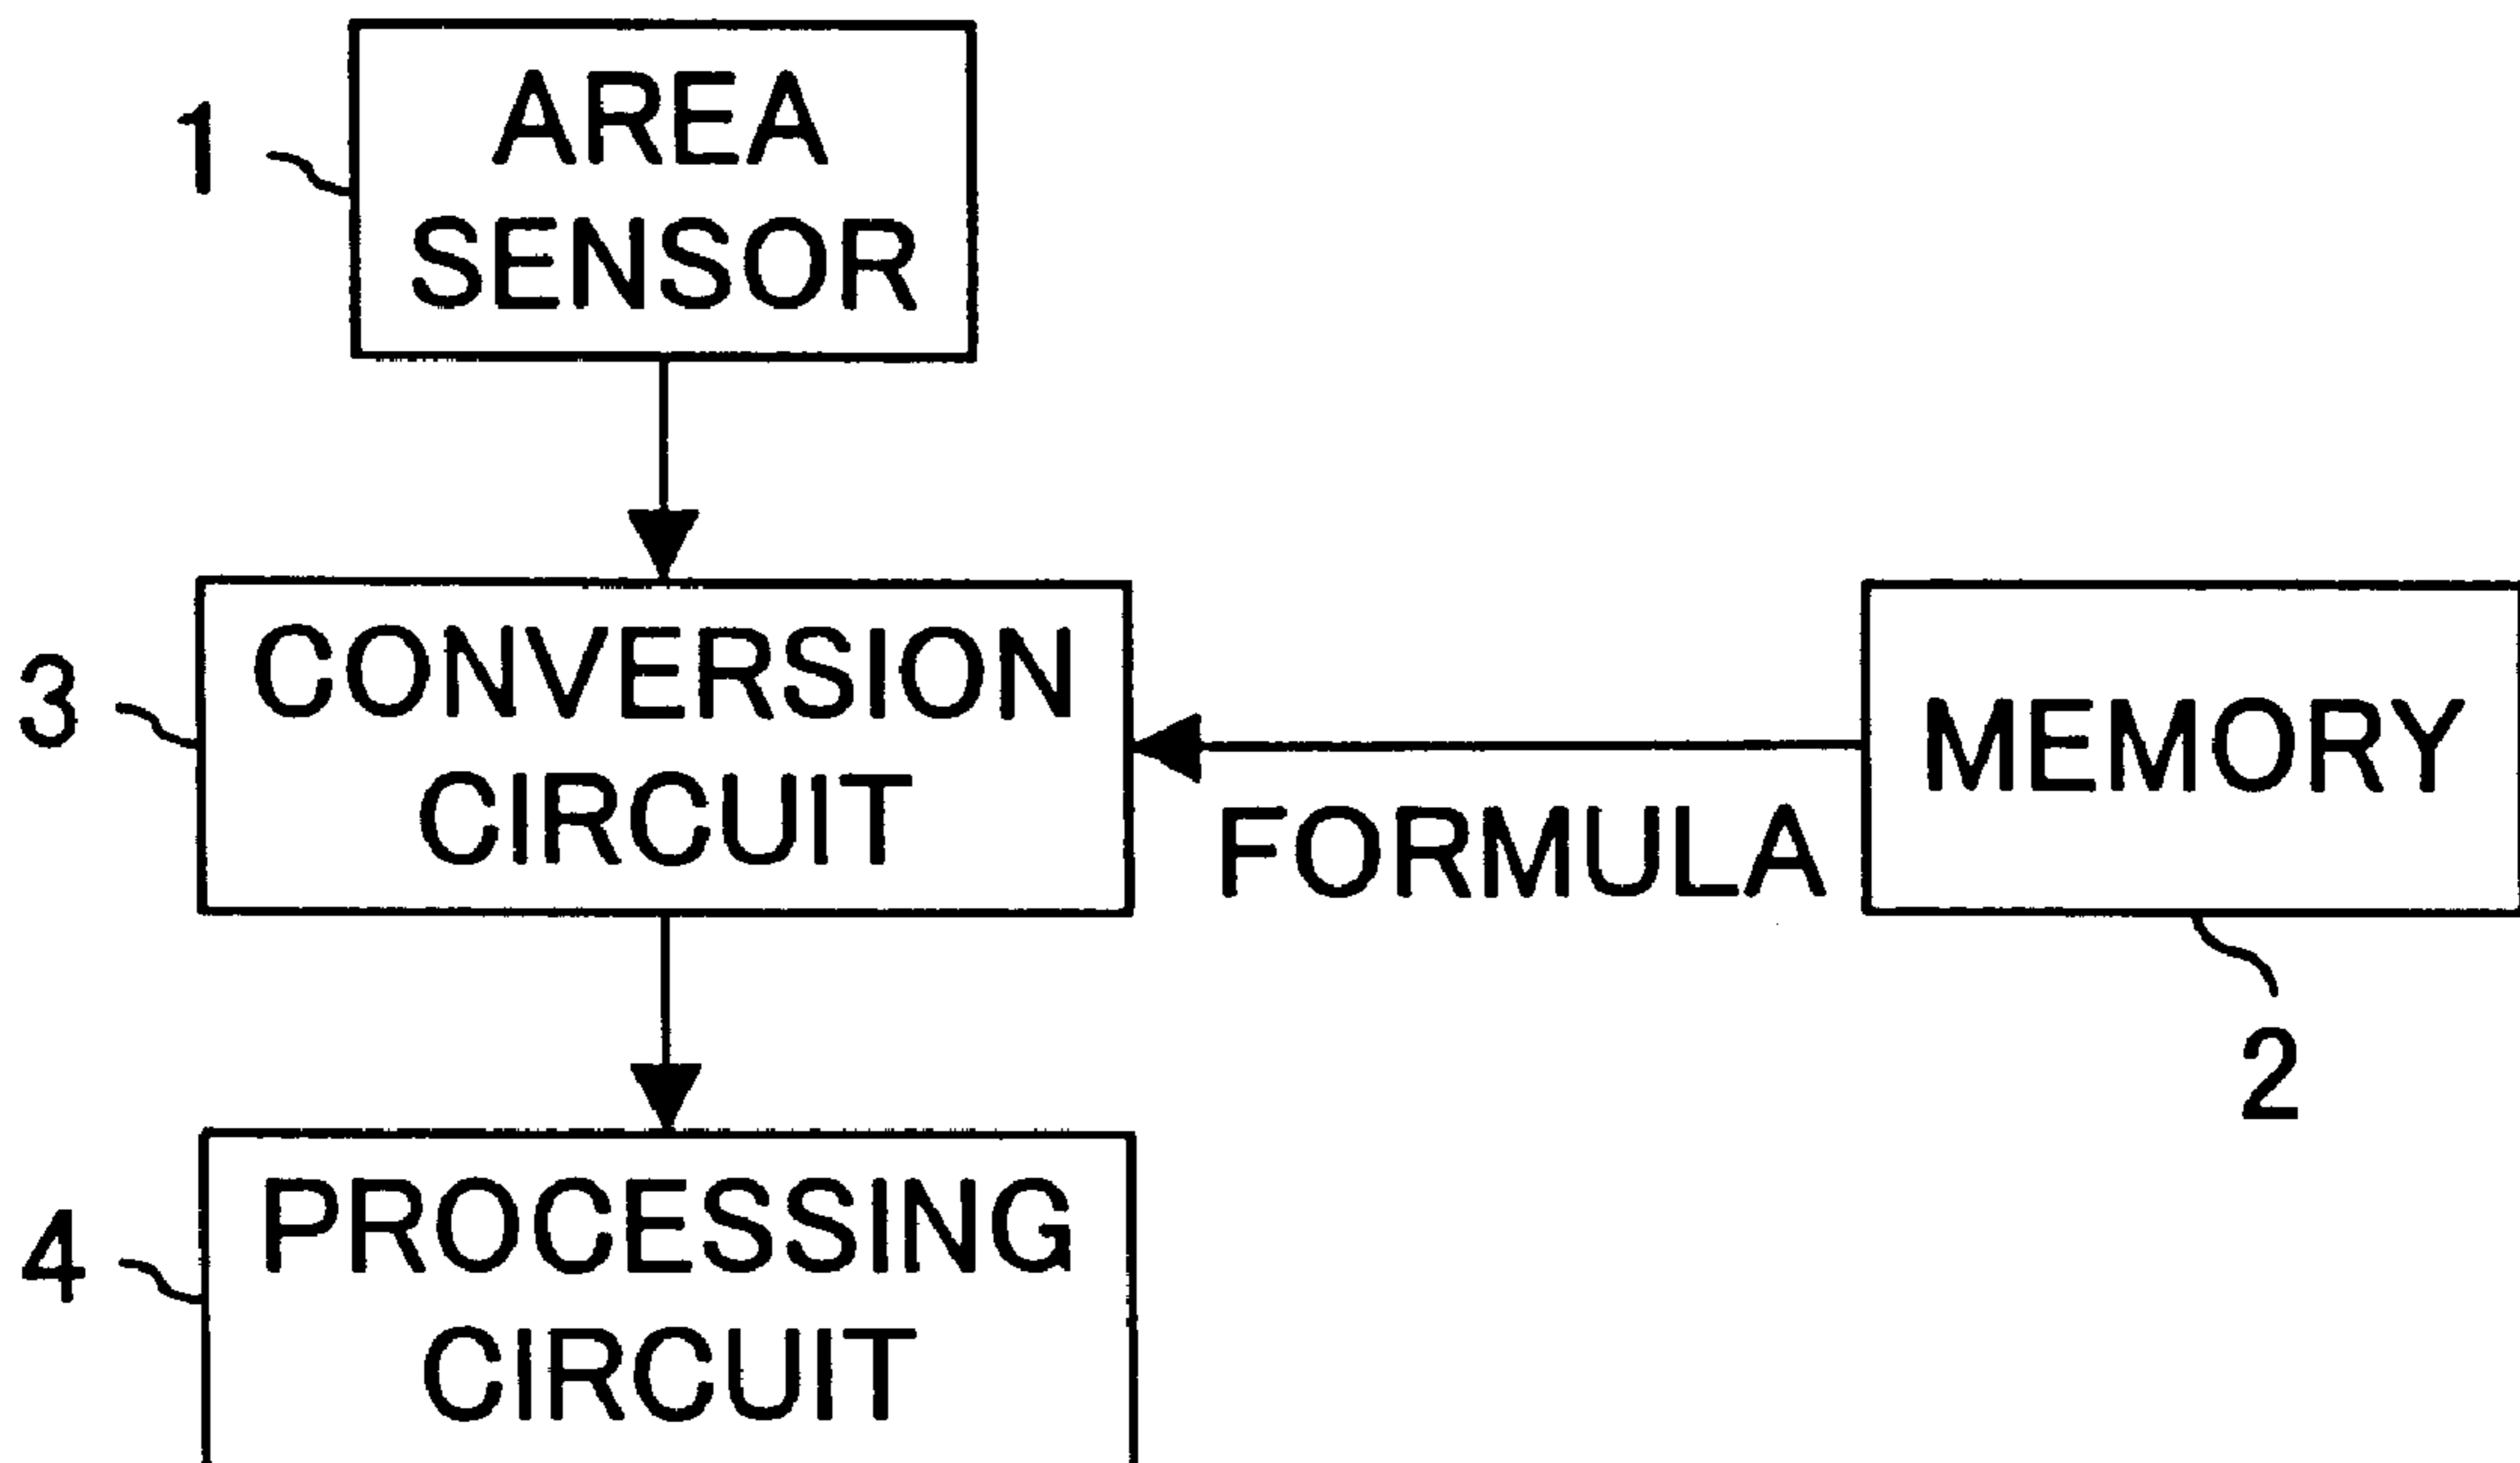 1
AREA
SENSOR
3
CONVERSION
CIRCUIT
FORMULA
MEMORY
2
4
PROCESSING
CIRCUIT